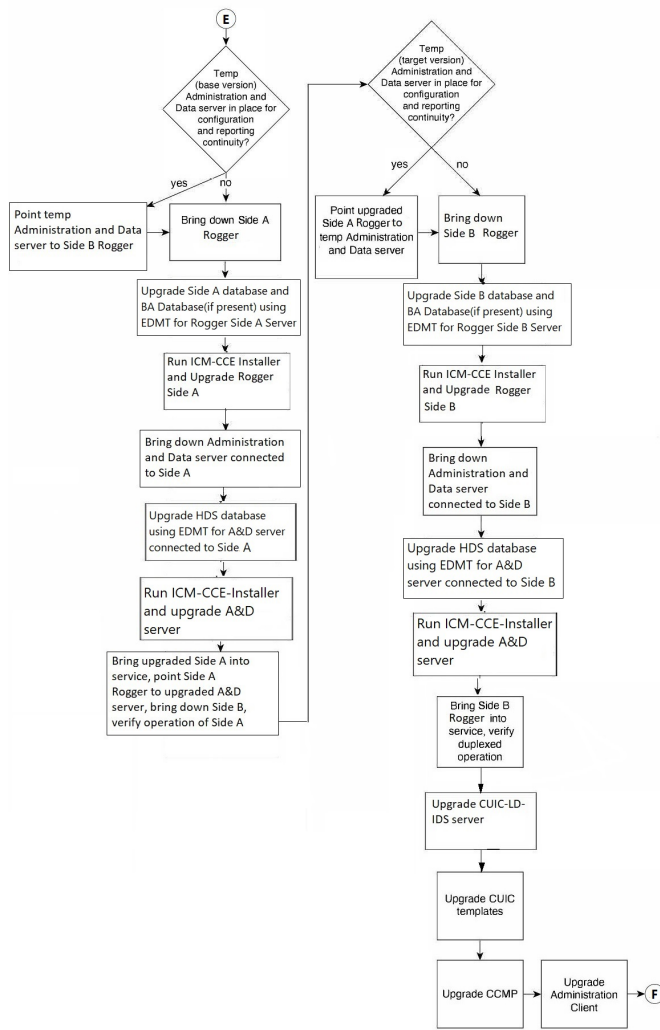 E
Temp
(base version)
Administration and
Data server in place for
configuration
and reporting
continuity?
yes
no
Point temp
Administration and Data
server to Side B Rogger
Bring down Side A
Rogger
Upgrade Side A database and
BA Database(if present) using
EDMT for Rogger Side A Server
Run ICM-CCE Installer
and Upgrade Rogger
Side A
Bring down Administration
and Data server connected
to Side A
Upgrade HDS database
using EDMT for A&D server
connected to Side A
Run ICM-CCE-Installer
and upgrade A&D
server
Bring upgraded Side A into
service, point Side A
Rogger to upgraded A&D
server, bring down Side B,
verify operation of Side A
Temp
(target version)
Administration and
Data server in place for
configuration
and reporting
continuity?
yes
no
Point upgraded
Side A Rogger to
temp Administration
and Data server
Bring down
Side B Rogger
Upgrade Side B database and
BA Database(if present) using
EDMT for Rogger Side B Server
Run ICM-CCE Installer
and Upgrade Rogger
Side B
Bring down
Administration and
Data server
connected to Side B
Upgrade HDS database
using EDMT for A&D
server connected to Side B
Run ICM-CCE-Installer
and upgrade A&D
server
Bring Side B
Rogger into
service, verify
duplexed
operation
Upgrade CUIC-LD-
IDS server
Upgrade CUIC
templates
Upgrade CCMP
Upgrade
Administration
Client
F